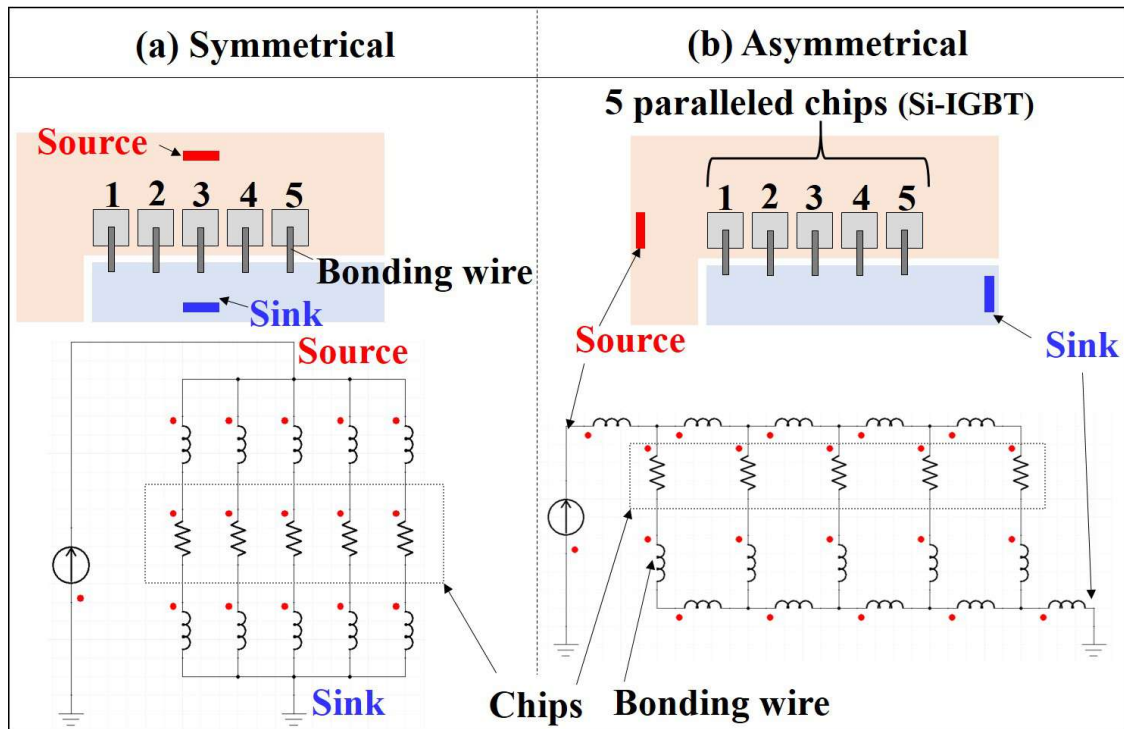 (a) Symmetrical
(b) Asymmetrical
5 paralleled chips (Si-IGBT)
Source
1 2 3 4 5
1 2 3 4 5
Bonding wire
Sink
Source
Source
Sink
Sink
Chips
Bonding wire